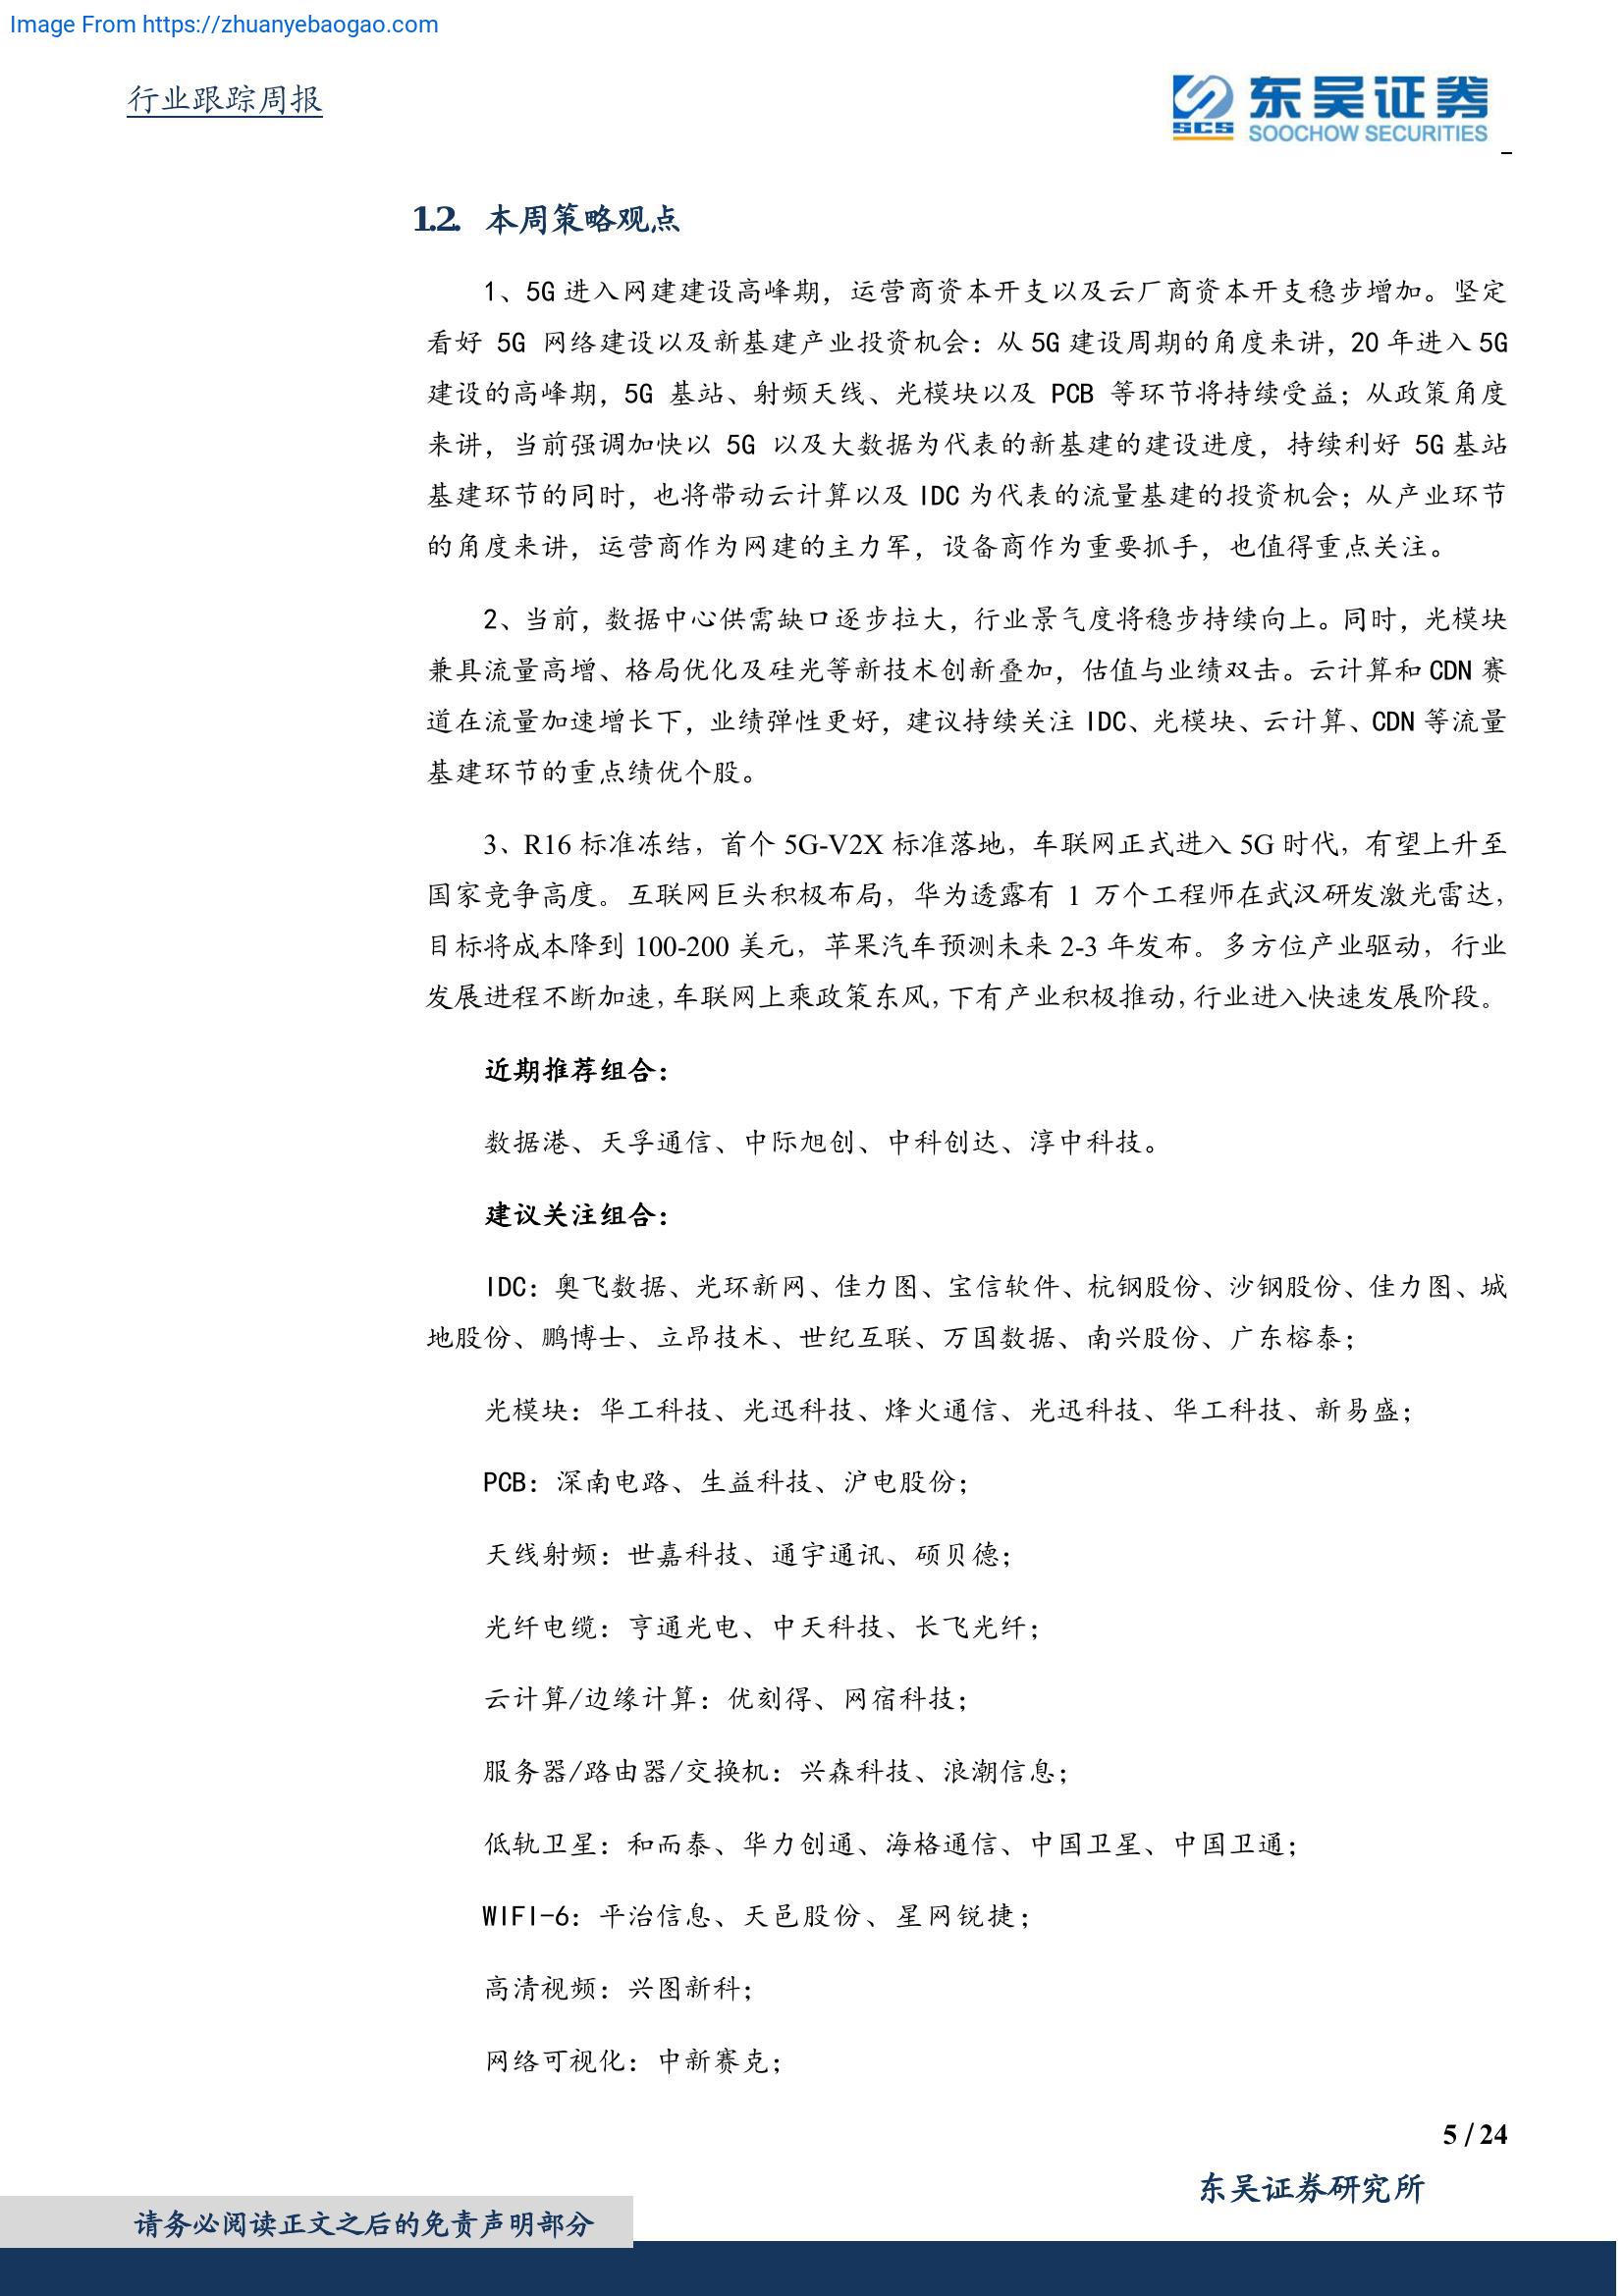 Image From https://zhuanyebaogao.com
行业跟踪周报
SCS 东吴证券
SOOCHOW SECURITIES
1.2. 本周策略观点
1、5G 进入网建建设高峰期，运营商资本开支以及云厂商资本开支稳步增加。坚定
看好 5G 网络建设以及新基建产业投资机会：从 5G 建设周期的角度来讲，20 年进入 5G
建设的高峰期，5G 基站、射频天线、光模块以及 PCB 等环节将持续受益；从政策角度
来讲，当前强调加快以 5G 以及大数据为代表的新基建的建设进度，持续利好 5G 基站
基建环节的同时，也将带动云计算以及 IDC 为代表的流量基建的投资机会；从产业环节
的角度来讲，运营商作为网建的主力军，设备商作为重要抓手，也值得重点关注。
2、当前，数据中心供需缺口逐步拉大，行业景气度将稳步持续向上。同时，光模块
兼具流量高增、格局优化及硅光等新技术创新叠加，估值与业绩双击。云计算和 CDN 赛
道在流量加速增长下，业绩弹性更好，建议持续关注 IDC、光模块、云计算、CDN 等流量
基建环节的重点绩优个股。
3、R16 标准冻结，首个 5G-V2X 标准落地，车联网正式进入 5G 时代，有望上升至
国家竞争高度。互联网巨头积极布局，华为透露有 1 万个工程师在武汉研发激光雷达，
目标将成本降到 100-200 美元，苹果汽车预测未来 2-3 年发布。多方位产业驱动，行业
发展进程不断加速，车联网上乘政策东风，下有产业积极推动，行业进入快速发展阶段。
近期推荐组合：
数据港、天孚通信、中际旭创、中科创达、淳中科技。
建议关注组合：
IDC：奥飞数据、光环新网、佳力图、宝信软件、杭钢股份、沙钢股份、佳力图、城
地股份、鹏博士、立昂技术、世纪互联、万国数据、南兴股份、广东榕泰；
光模块：华工科技、光迅科技、烽火通信、光迅科技、华工科技、新易盛；
PCB：深南电路、生益科技、沪电股份；
天线射频：世嘉科技、通宇通讯、硕贝德；
光纤电缆：亨通光电、中天科技、长飞光纤；
云计算/边缘计算：优刻得、网宿科技；
服务器/路由器/交换机：兴森科技、浪潮信息；
低轨卫星：和而泰、华力创通、海格通信、中国卫星、中国卫通；
WIFI-6：平治信息、天邑股份、星网锐捷；
高清视频：兴图新科；
网络可视化：中新赛克；
5 / 24
东吴证券研究所
请务必阅读正文之后的免责声明部分